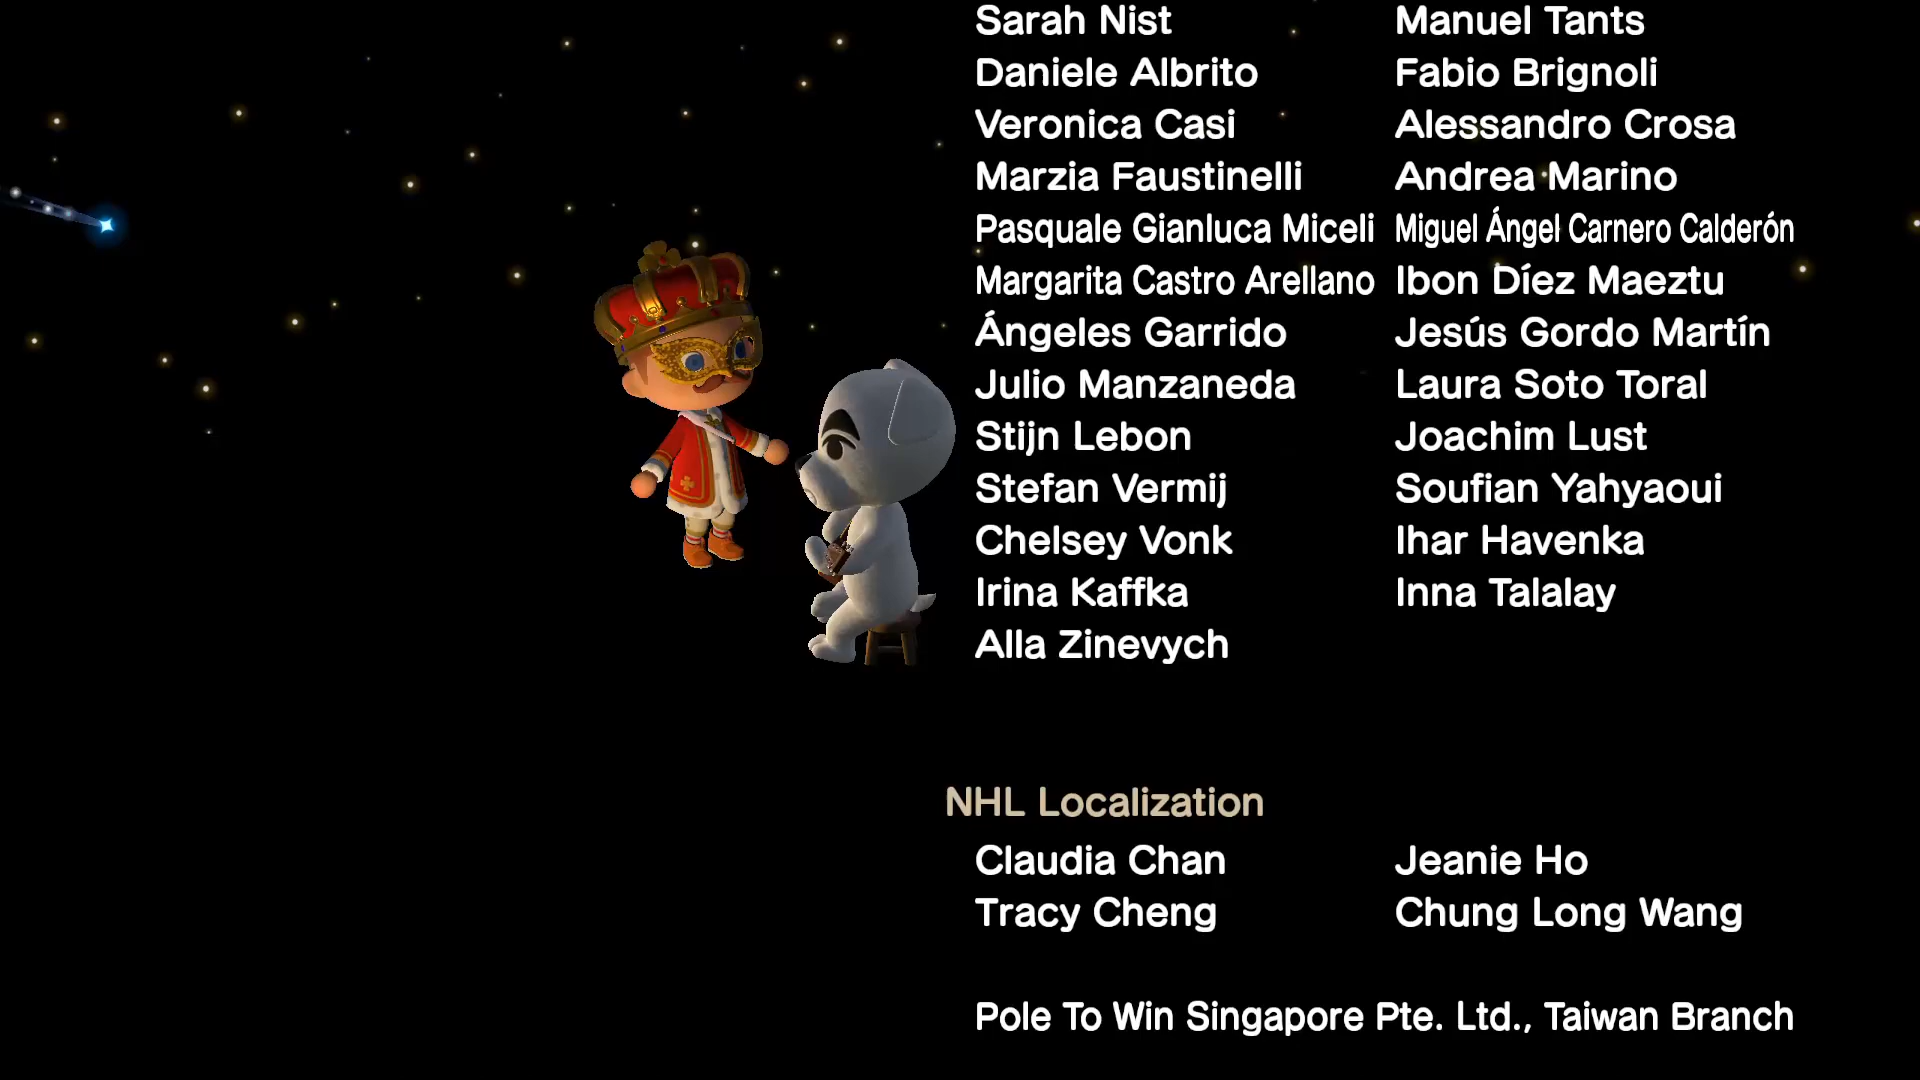 Sarah Nist Manuel Tants
Daniele Albrito Fabio Brignoli
Veronica Casi Alessandro Crosa
Marzia Faustinelli Andrea Marino
Pasquale Gianluca Miceli Miguel Ángel Carnero Calderón
Margarita Castro Arellano Ibon Díez Maeztu
Ángeles Garrido Jesús Gordo Martín
Julio Manzaneda Laura Soto Toral
Stijn Lebon Joachim Lust
Stefan Vermij Soufian Yahyaoui
Chelsey Vonk Ihar Havenka
Irina Kaffka Inna Talalay
Alla Zinevych
NHL Localization
Claudia Chan Jeanie Ho
Tracy Cheng Chung Long Wang
Pole To Win Singapore Pte. Ltd., Taiwan Branch